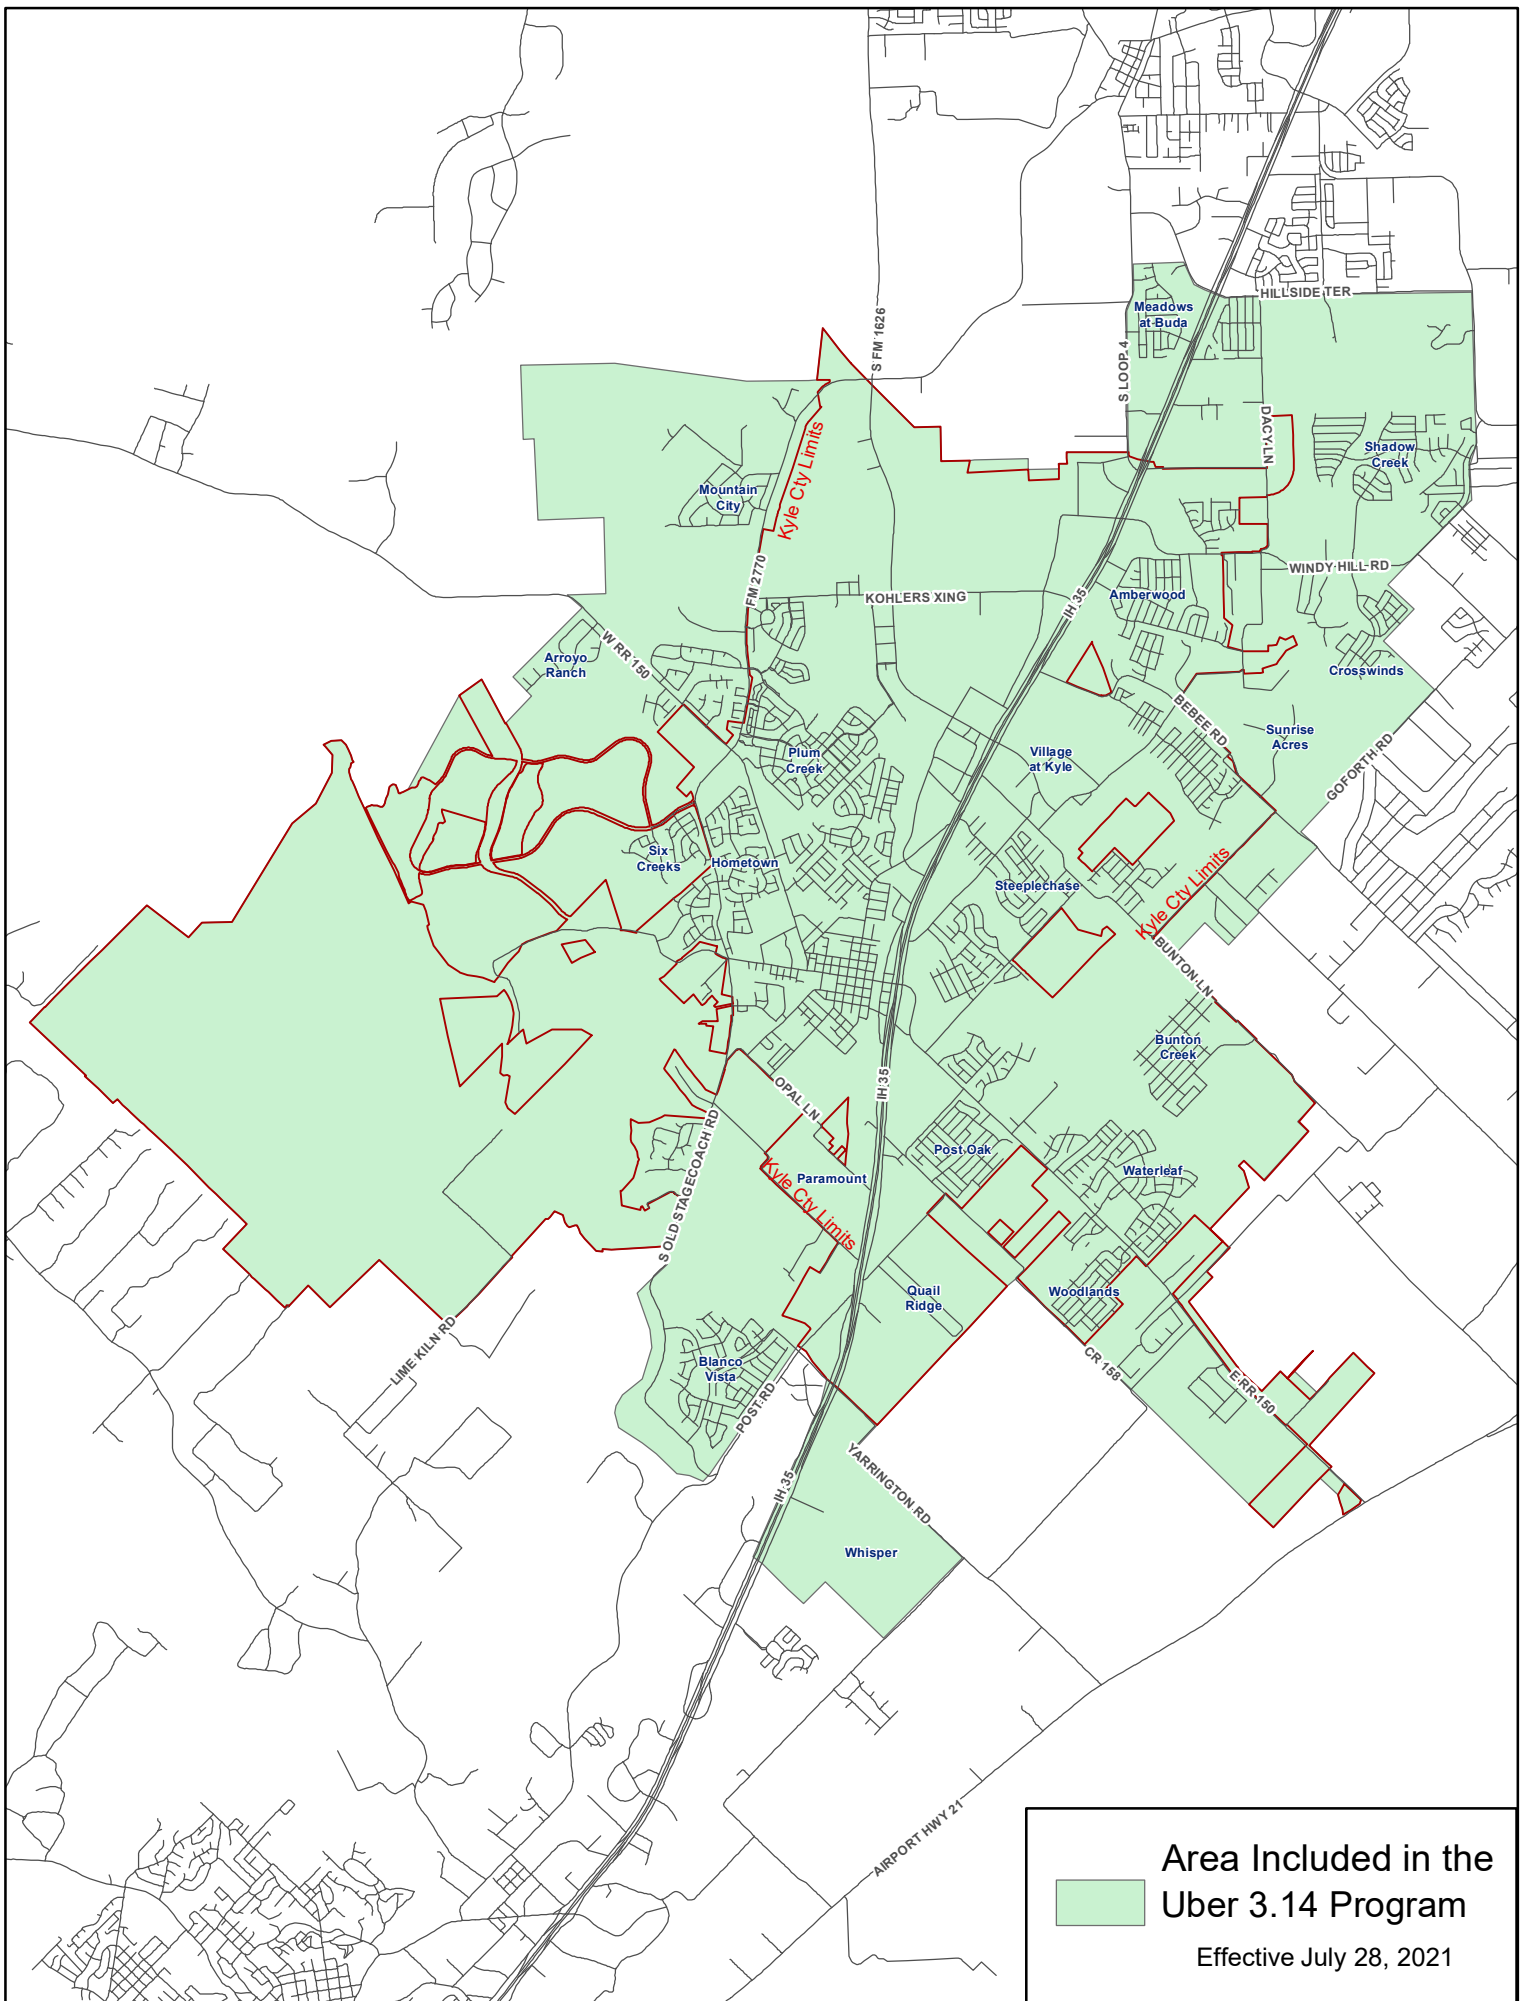 HILLSIDE TER
Meadows
at Buda
S FM 1626
S LOOP 4
DACY LN
Kyle Cty Limits
Shadow
Creek
Mountain
City
WINDY HILL RD
FM 2770
KOHLERS XING
IH 35
Amberwood
W RR 150
Arroyo
Ranch
Crosswinds
BEBEE RD
Sunrise
Acres
Plum
Creek
Village
at Kyle
GOFORTH RD
Six
Creeks
Hometown
Steeplechase
Kyle Cty Limits
BUNTON LN
Bunton
Creek
IH 35
OPAL LN
S OLD STAGECOACH RD
Post Oak
Waterleaf
Paramount
Kyle Cty Limits
Quail
Ridge
Woodlands
LIME KILN RD
Blanco
Vista
CR 158
E RR 150
POST RD
IH 35
YARRINGTON RD
Whisper
AIRPORT HWY 21
Area Included in the
Uber 3.14 Program
Effective July 28, 2021